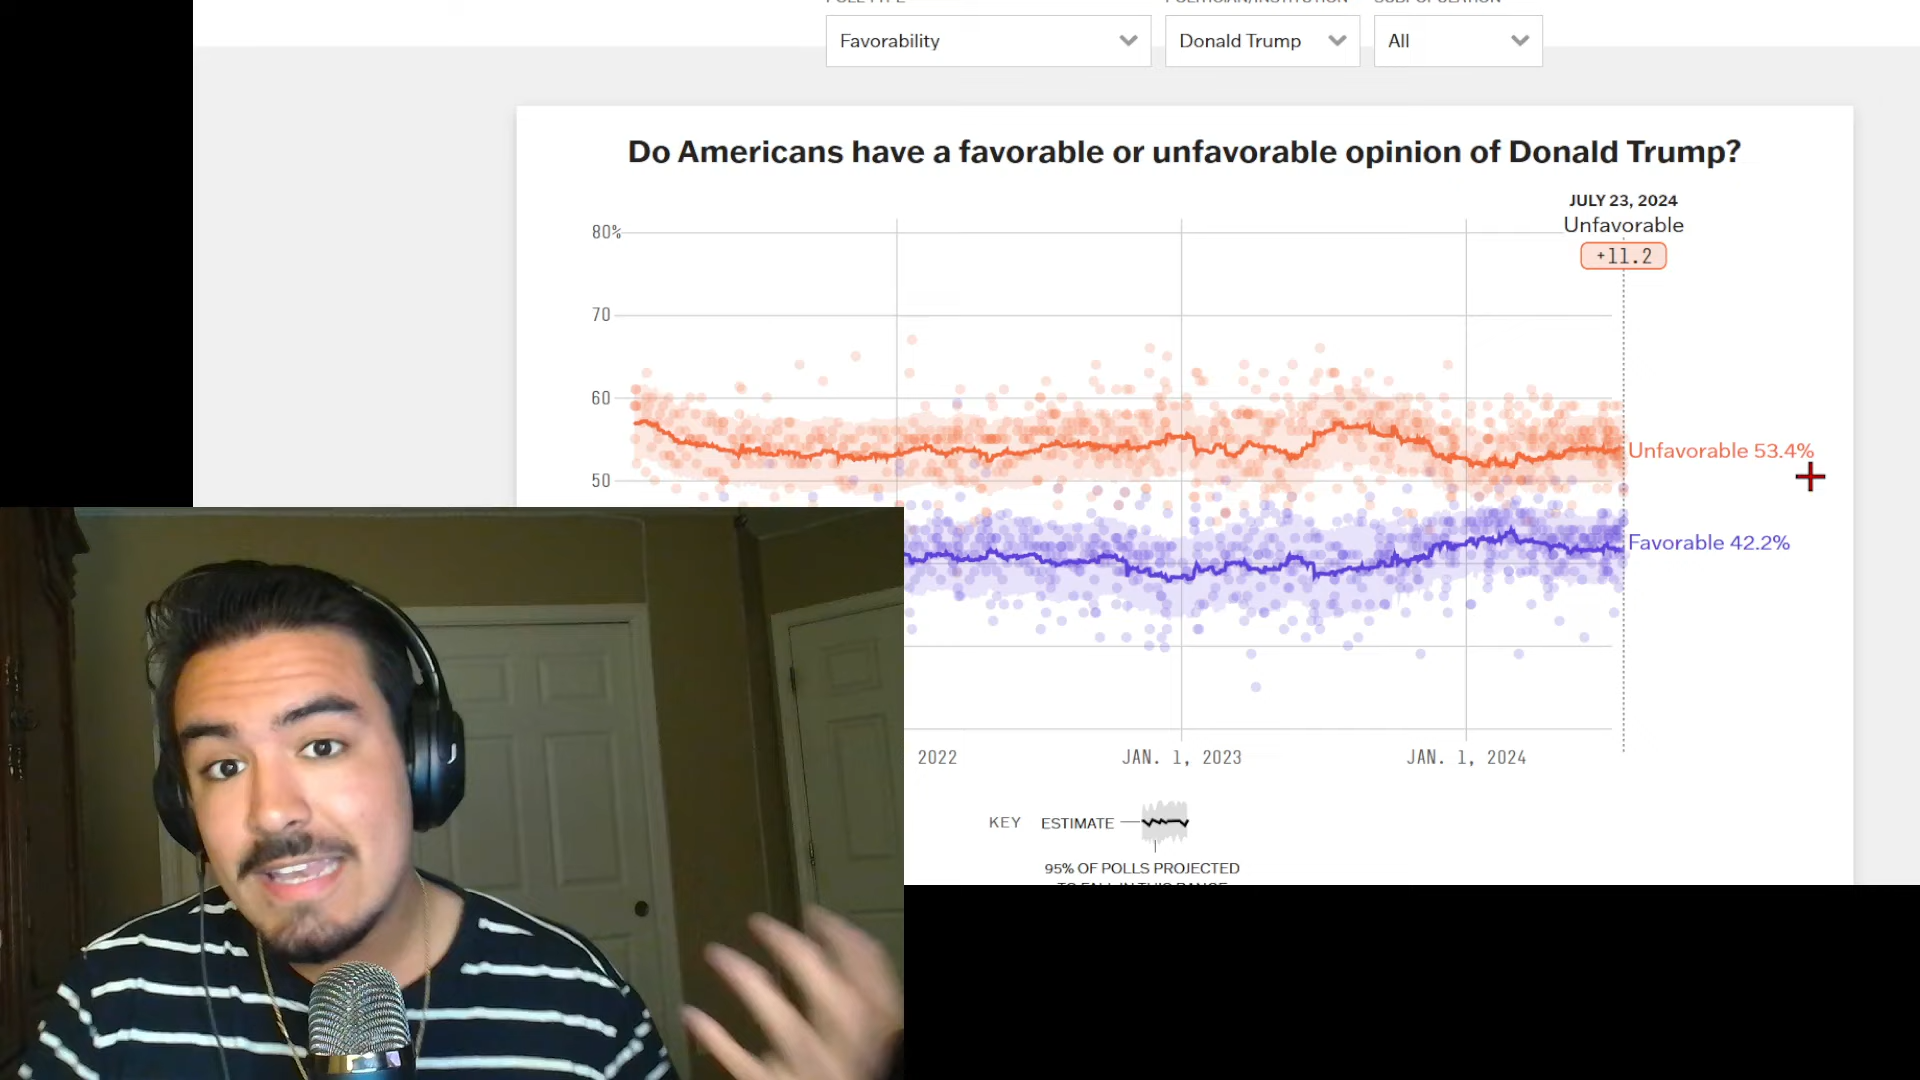 Favorability
Donald Trump
All
Do Americans have a favorable or unfavorable opinion of Donald Trump?
JULY 23, 2024
Unfavorable
+11.2
80%
70
60
50
Unfavorable 53.4%
Favorable 42.2%
2022
JAN. 1, 2023
JAN. 1, 2024
KEY
ESTIMATE
95% OF POLLS PROJECTED